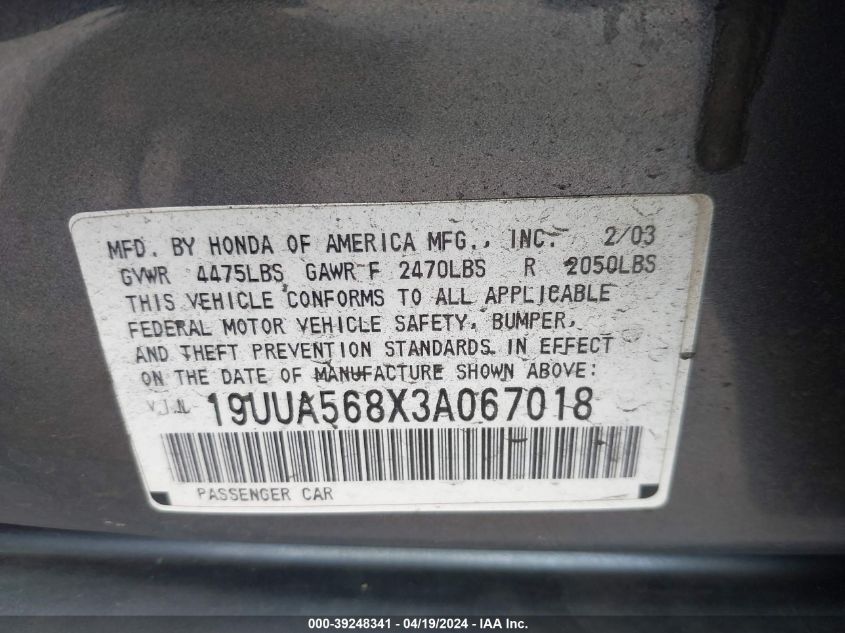 MFD. BY HONDA OF AMERICA MFG., INC. 2/03
GVWR 4475LBS GAWR F 2470LBS R 2050LBS
THIS VEHICLE CONFORMS TO ALL APPLICABLE
FEDERAL MOTOR VEHICLE SAFETY, BUMPER,
AND THEFT PREVENTION STANDARDS IN EFFECT
ON THE DATE OF MANUFACTURE SHOWN ABOVE:
V.I.N. 19UUA568X3A067018
PASSENGER CAR
000-39248341 - 04/19/2024 - IAA Inc.